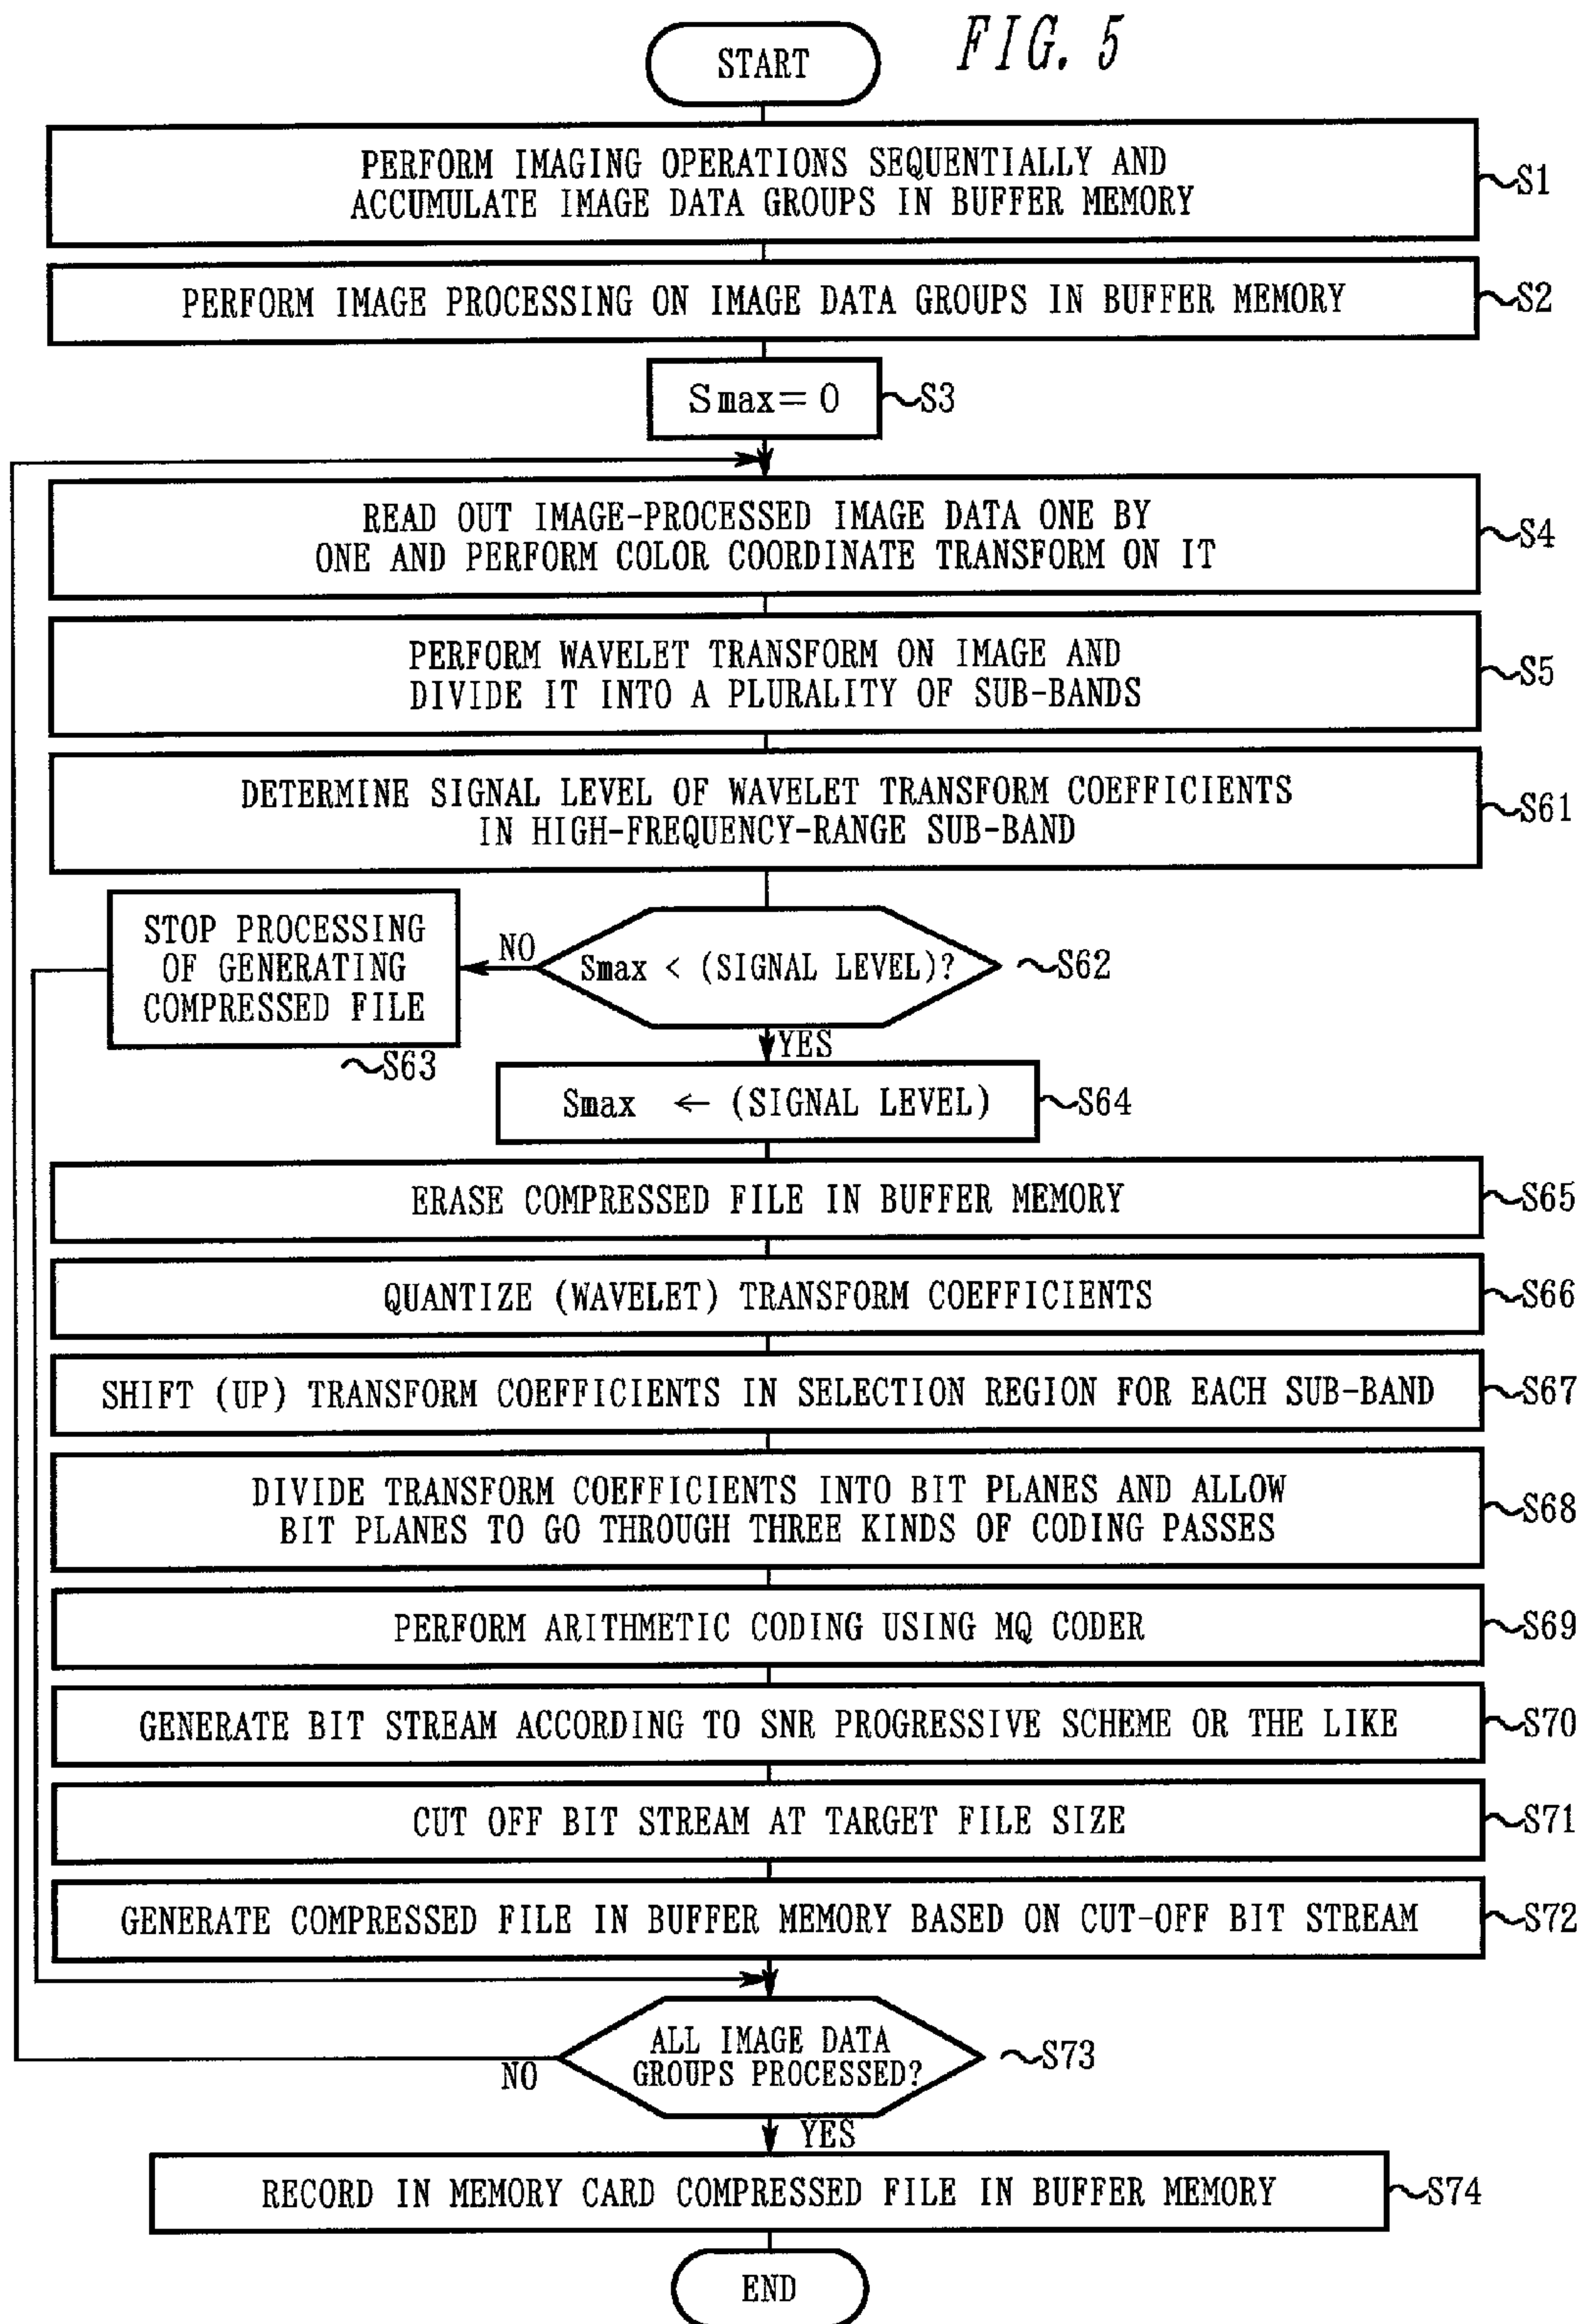 FIG. 5
START
PERFORM IMAGING OPERATIONS SEQUENTIALLY AND
ACCUMULATE IMAGE DATA GROUPS IN BUFFER MEMORY
S1
PERFORM IMAGE PROCESSING ON IMAGE DATA GROUPS IN BUFFER MEMORY
S2
Smax=0
S3
READ OUT IMAGE-PROCESSED IMAGE DATA ONE BY
ONE AND PERFORM COLOR COORDINATE TRANSFORM ON IT
S4
PERFORM WAVELET TRANSFORM ON IMAGE AND
DIVIDE IT INTO A PLURALITY OF SUB-BANDS
S5
DETERMINE SIGNAL LEVEL OF WAVELET TRANSFORM COEFFICIENTS
IN HIGH-FREQUENCY-RANGE SUB-BAND
S61
STOP PROCESSING
OF GENERATING
COMPRESSED FILE
S63
NO
Smax < (SIGNAL LEVEL)?
S62
YES
Smax ← (SIGNAL LEVEL)
S64
ERASE COMPRESSED FILE IN BUFFER MEMORY
S65
QUANTIZE (WAVELET) TRANSFORM COEFFICIENTS
S66
SHIFT (UP) TRANSFORM COEFFICIENTS IN SELECTION REGION FOR EACH SUB-BAND
S67
DIVIDE TRANSFORM COEFFICIENTS INTO BIT PLANES AND ALLOW
BIT PLANES TO GO THROUGH THREE KINDS OF CODING PASSES
S68
PERFORM ARITHMETIC CODING USING MQ CODER
S69
GENERATE BIT STREAM ACCORDING TO SNR PROGRESSIVE SCHEME OR THE LIKE
S70
CUT OFF BIT STREAM AT TARGET FILE SIZE
S71
GENERATE COMPRESSED FILE IN BUFFER MEMORY BASED ON CUT-OFF BIT STREAM
S72
ALL IMAGE DATA
GROUPS PROCESSED?
S73
NO
YES
RECORD IN MEMORY CARD COMPRESSED FILE IN BUFFER MEMORY
S74
END